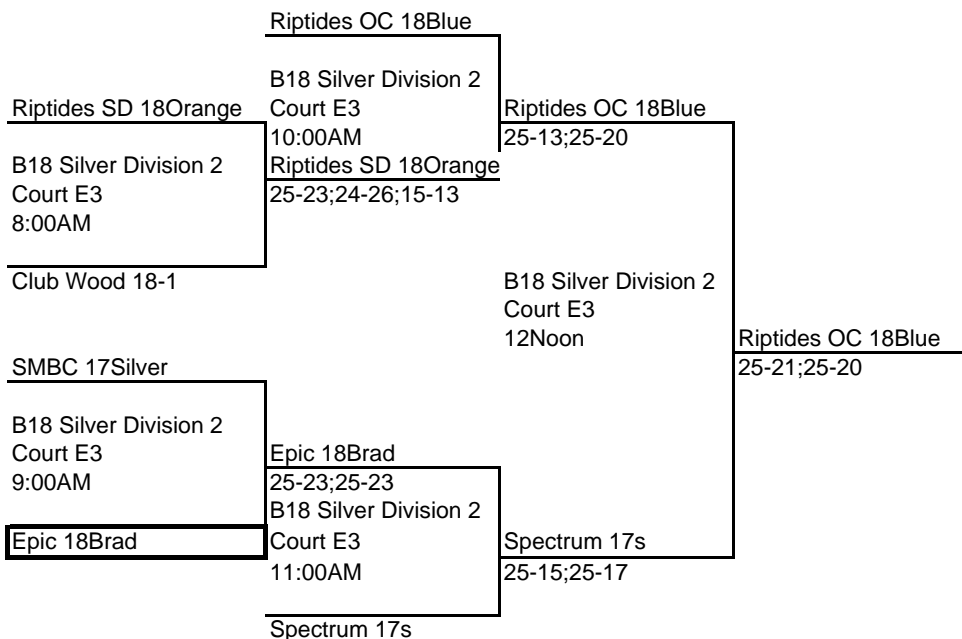 Riptides OC 18Blue
B18 Silver Division 2
Riptides SD 18Orange
Court E3
Riptides OC 18Blue
10:00AM
25-13;25-20
B18 Silver Division 2
Riptides SD 18Orange
Court E3
25-23;24-26;15-13
8:00AM
Club Wood 18-1
B18 Silver Division 2
Court E3
12Noon
Riptides OC 18Blue
SMBC 17Silver
25-21;25-20
B18 Silver Division 2
Court E3
Epic 18Brad
9:00AM
25-23;25-23
B18 Silver Division 2
Epic 18Brad
Court E3
Spectrum 17s
11:00AM
25-15;25-17
Spectrum 17s